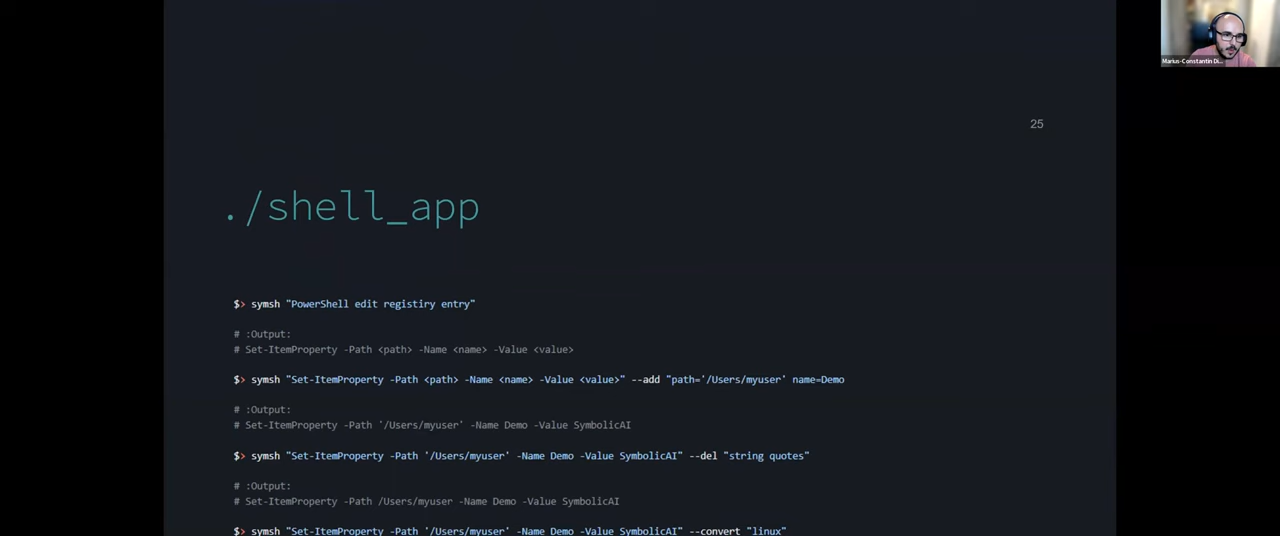 Marius-Constantin Di...
25
./shell_app
$> symsh "PowerShell edit registiry entry"
# :Output:
# Set-ItemProperty -Path <path> -Name <name> -Value <value>
$> symsh "Set-ItemProperty -Path <path> -Name <name> -Value <value>" --add "path='/Users/myuser' name=Demo
# :Output:
# Set-ItemProperty -Path '/Users/myuser' -Name Demo -Value SymbolicAI
$> symsh "Set-ItemProperty -Path '/Users/myuser' -Name Demo -Value SymbolicAI" --del "string quotes"
# :Output:
# Set-ItemProperty -Path /Users/myuser -Name Demo -Value SymbolicAI
$> symsh "Set-ItemProperty -Path '/Users/myuser' -Name Demo -Value SymbolicAI" --convert "linux"